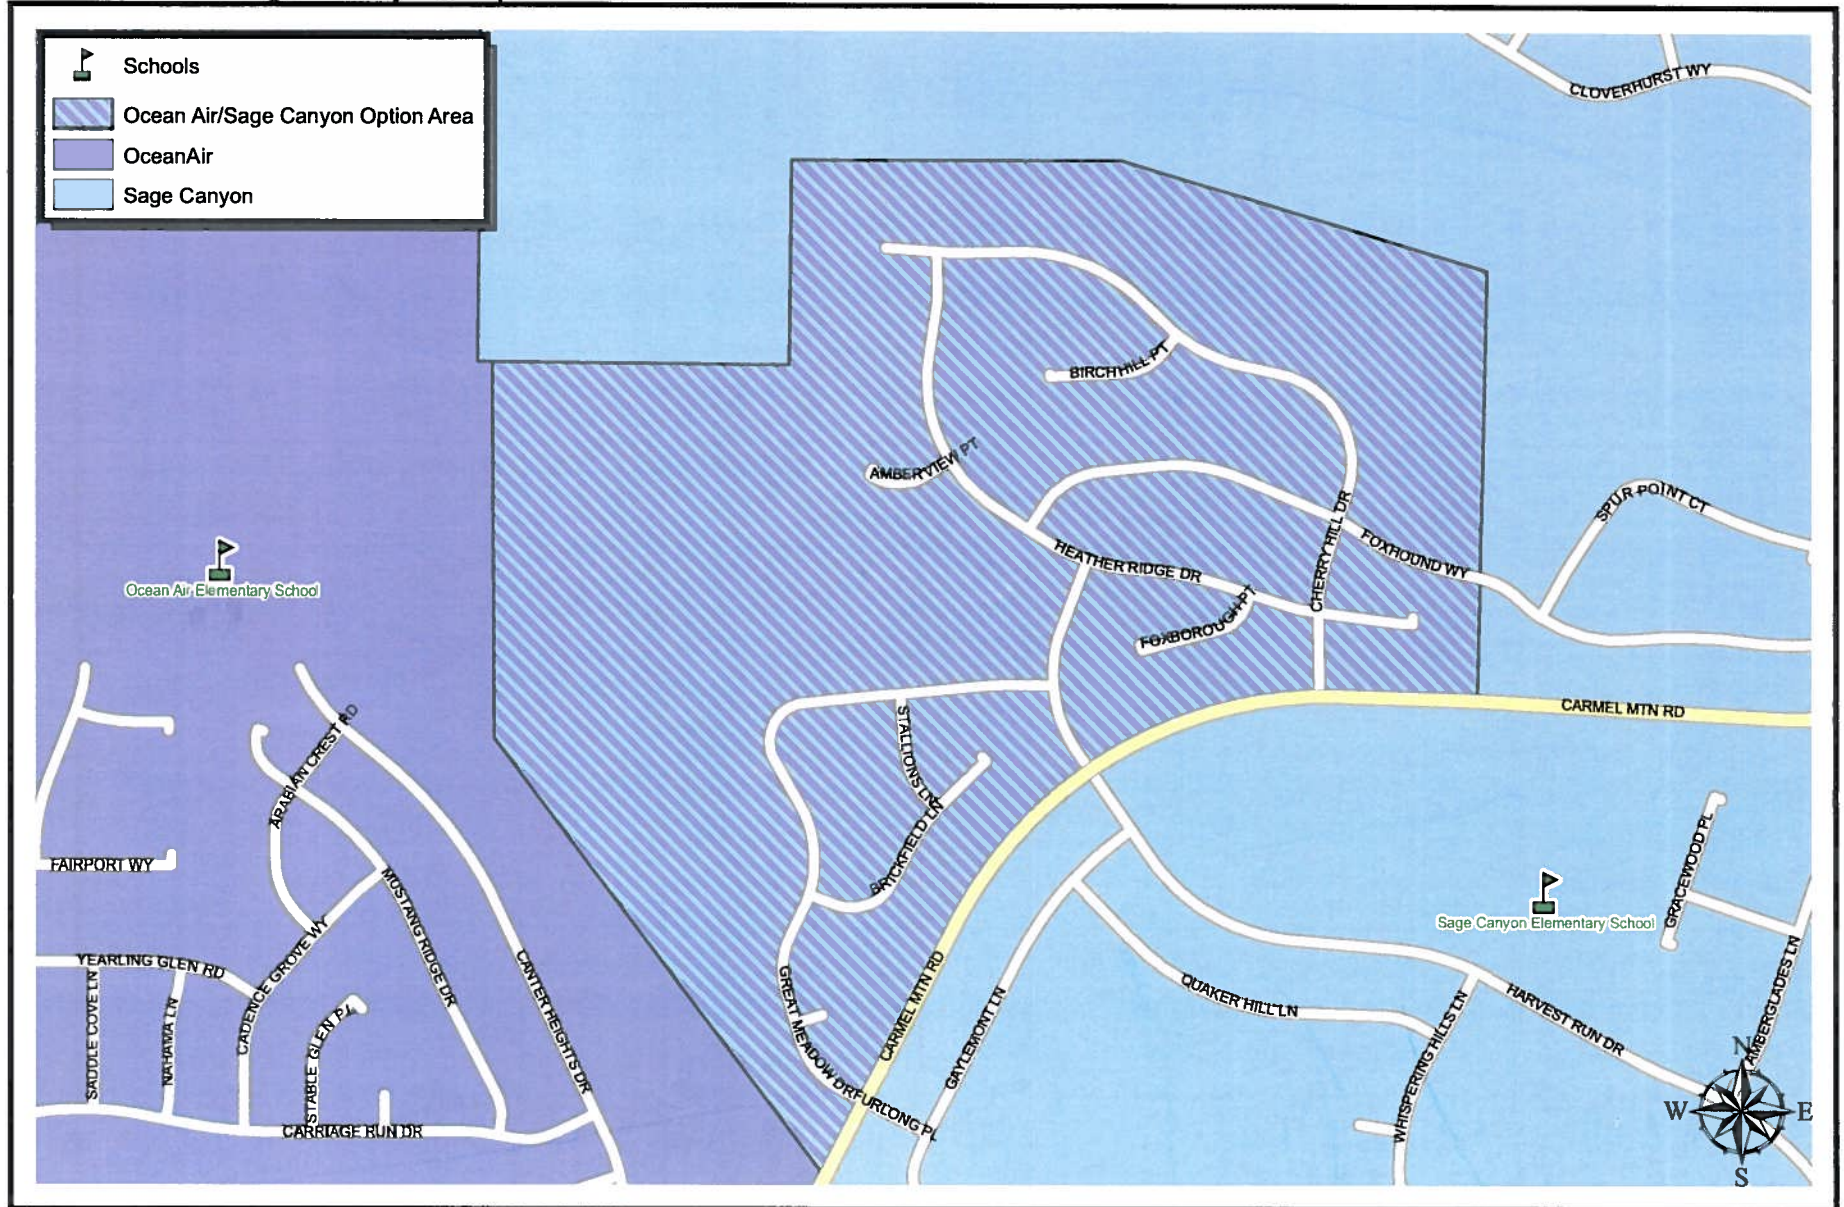 Schools
Ocean Air/Sage Canyon Option Area
OceanAir
Sage Canyon
CLOVERHURST WY
BIRCHHILL PT
AMBERVIEW PT
SPUR POINT CT
CHERRY HILL DR
FOXHOUND WY
HEATHER RIDGE DR
Ocean Air Elementary School
FOXBOROUGH PT
CARMEL MTN RD
STALLIONS LN
ARABIAN CREST RD
BRICKFIELD LN
GRACEWOOD PL
FAIRPORT WY
MUSTANG RIDGE DR
Sage Canyon Elementary School
YEARLING GLEN RD
CADENCE GROVE WY
CANTER HEIGHTS DR
GREAT MEADOW DR
CARMEL MTN RD
QUAKER HILL LN
HARVEST RUN DR
AMBERGLADES LN
SADDLE COVE LN
NAHAMA LN
STABLE GLEN PL
GAYLEMONT LN
WHISPERING HILLS LN
FURLONG PL
CARRIAGE RUN DR
N
W
E
S